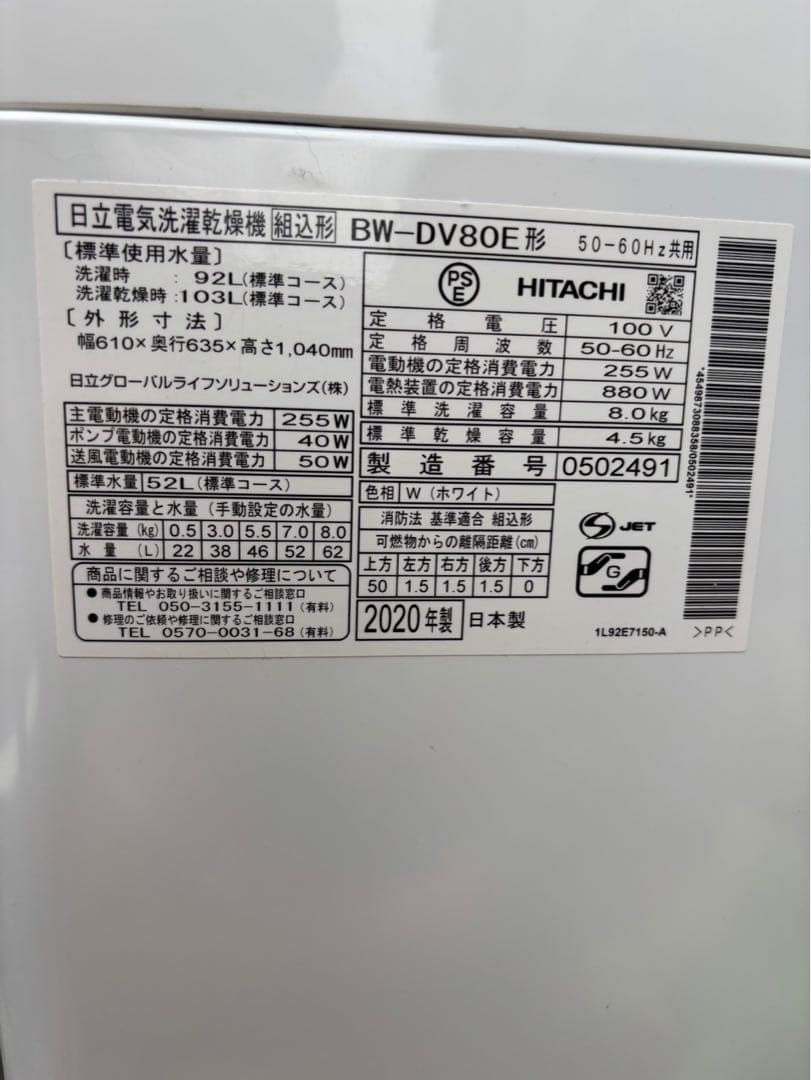 日立電気洗濯乾燥機 組込形 BW-DV80E形 50-60Hz共用
〔標準使用水量〕
洗濯時 : 92L(標準コース)
洗濯乾燥時:103L(標準コース)
〔外形寸法〕
幅610×奥行635×高さ1,040mm
日立グローバルライフソリューションズ(株)
主電動機の定格消費電力 255W
ポンプ電動機の定格消費電力 40W
送風電動機の定格消費電力 50W
標準水量 52L(標準コース)
洗濯容量と水量(手動設定の水量)
洗濯容量(kg) 0.5 3.0 5.5 7.0 8.0
水量(L) 22 38 46 52 62
商品に関するご相談や修理について
●商品情報やお取り扱いに関するご相談窓口
TEL 050-3155-1111(有料)
●修理のご依頼や修理に関するご相談窓口
TEL 0570-0031-68(有料)
PSE HITACHI
定格電圧 100V
定格周波数 50-60Hz
電動機の定格消費電力 255W
電熱装置の定格消費電力 880W
標準洗濯容量 8.0kg
標準乾燥容量 4.5kg
製造番号 0502491
色相 W(ホワイト)
消防法 基準適合 組込形
可燃物からの離隔距離(cm)
上方 左方 右方 後方 下方
50 1.5 1.5 1.5 0
2020年製 日本製
S JET
G
1L92E7150-A >PP<
*4549873088358/0502491*